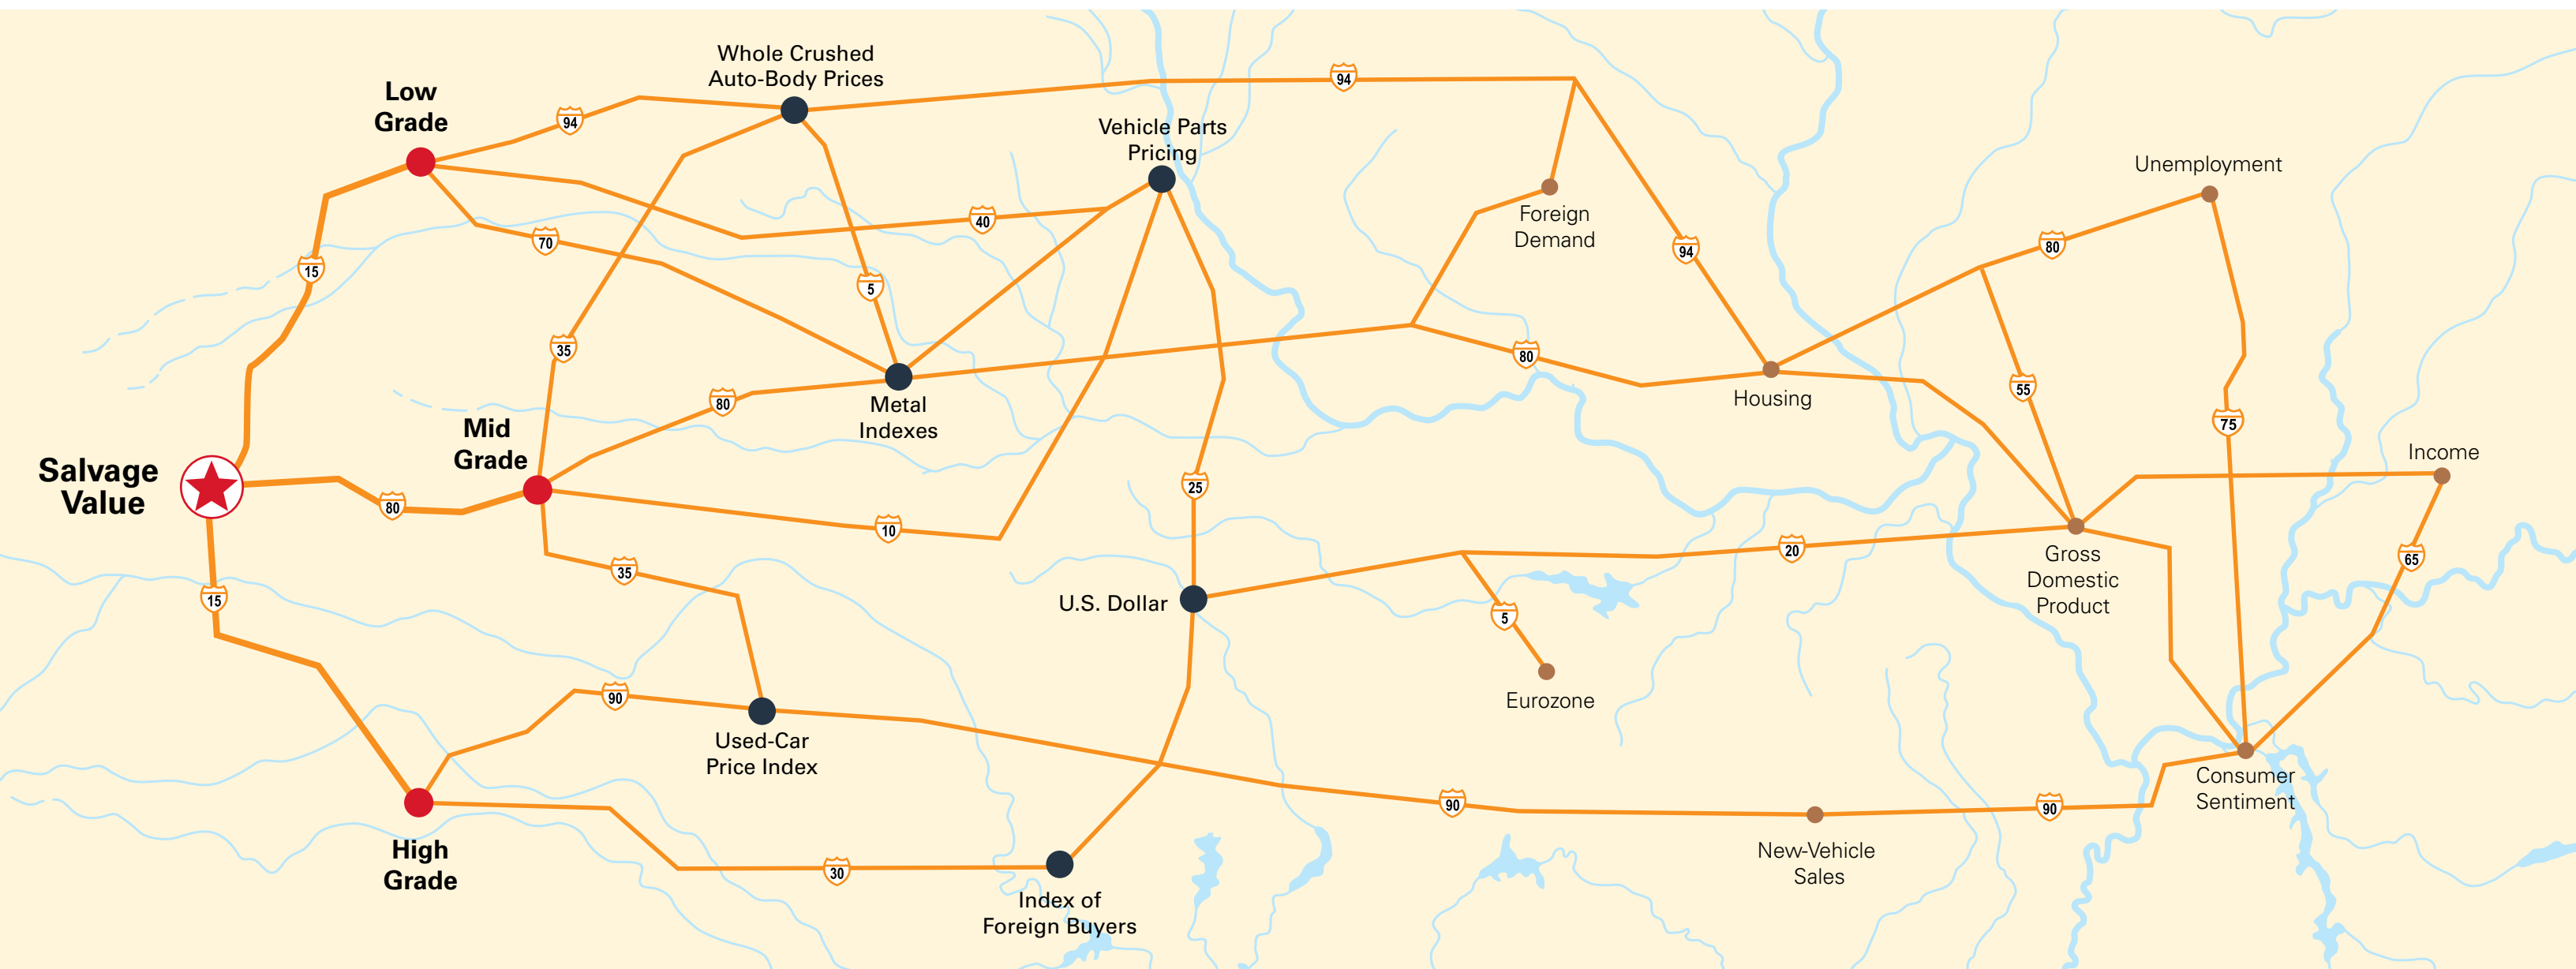 Whole Crushed
Auto-Body Prices
94
Low
Grade
94
Vehicle Parts
Pricing
Unemployment
40
Foreign
Demand
70
94
80
15
5
35
80
55
Housing
80
Metal
Indexes
75
Mid
Grade
Income
Salvage
Value
25
80
10
20
65
Gross
Domestic
Product
35
15
U.S. Dollar
5
90
Eurozone
Used-Car
Price Index
Consumer
Sentiment
90
90
High
Grade
New-Vehicle
Sales
30
Index of
Foreign Buyers